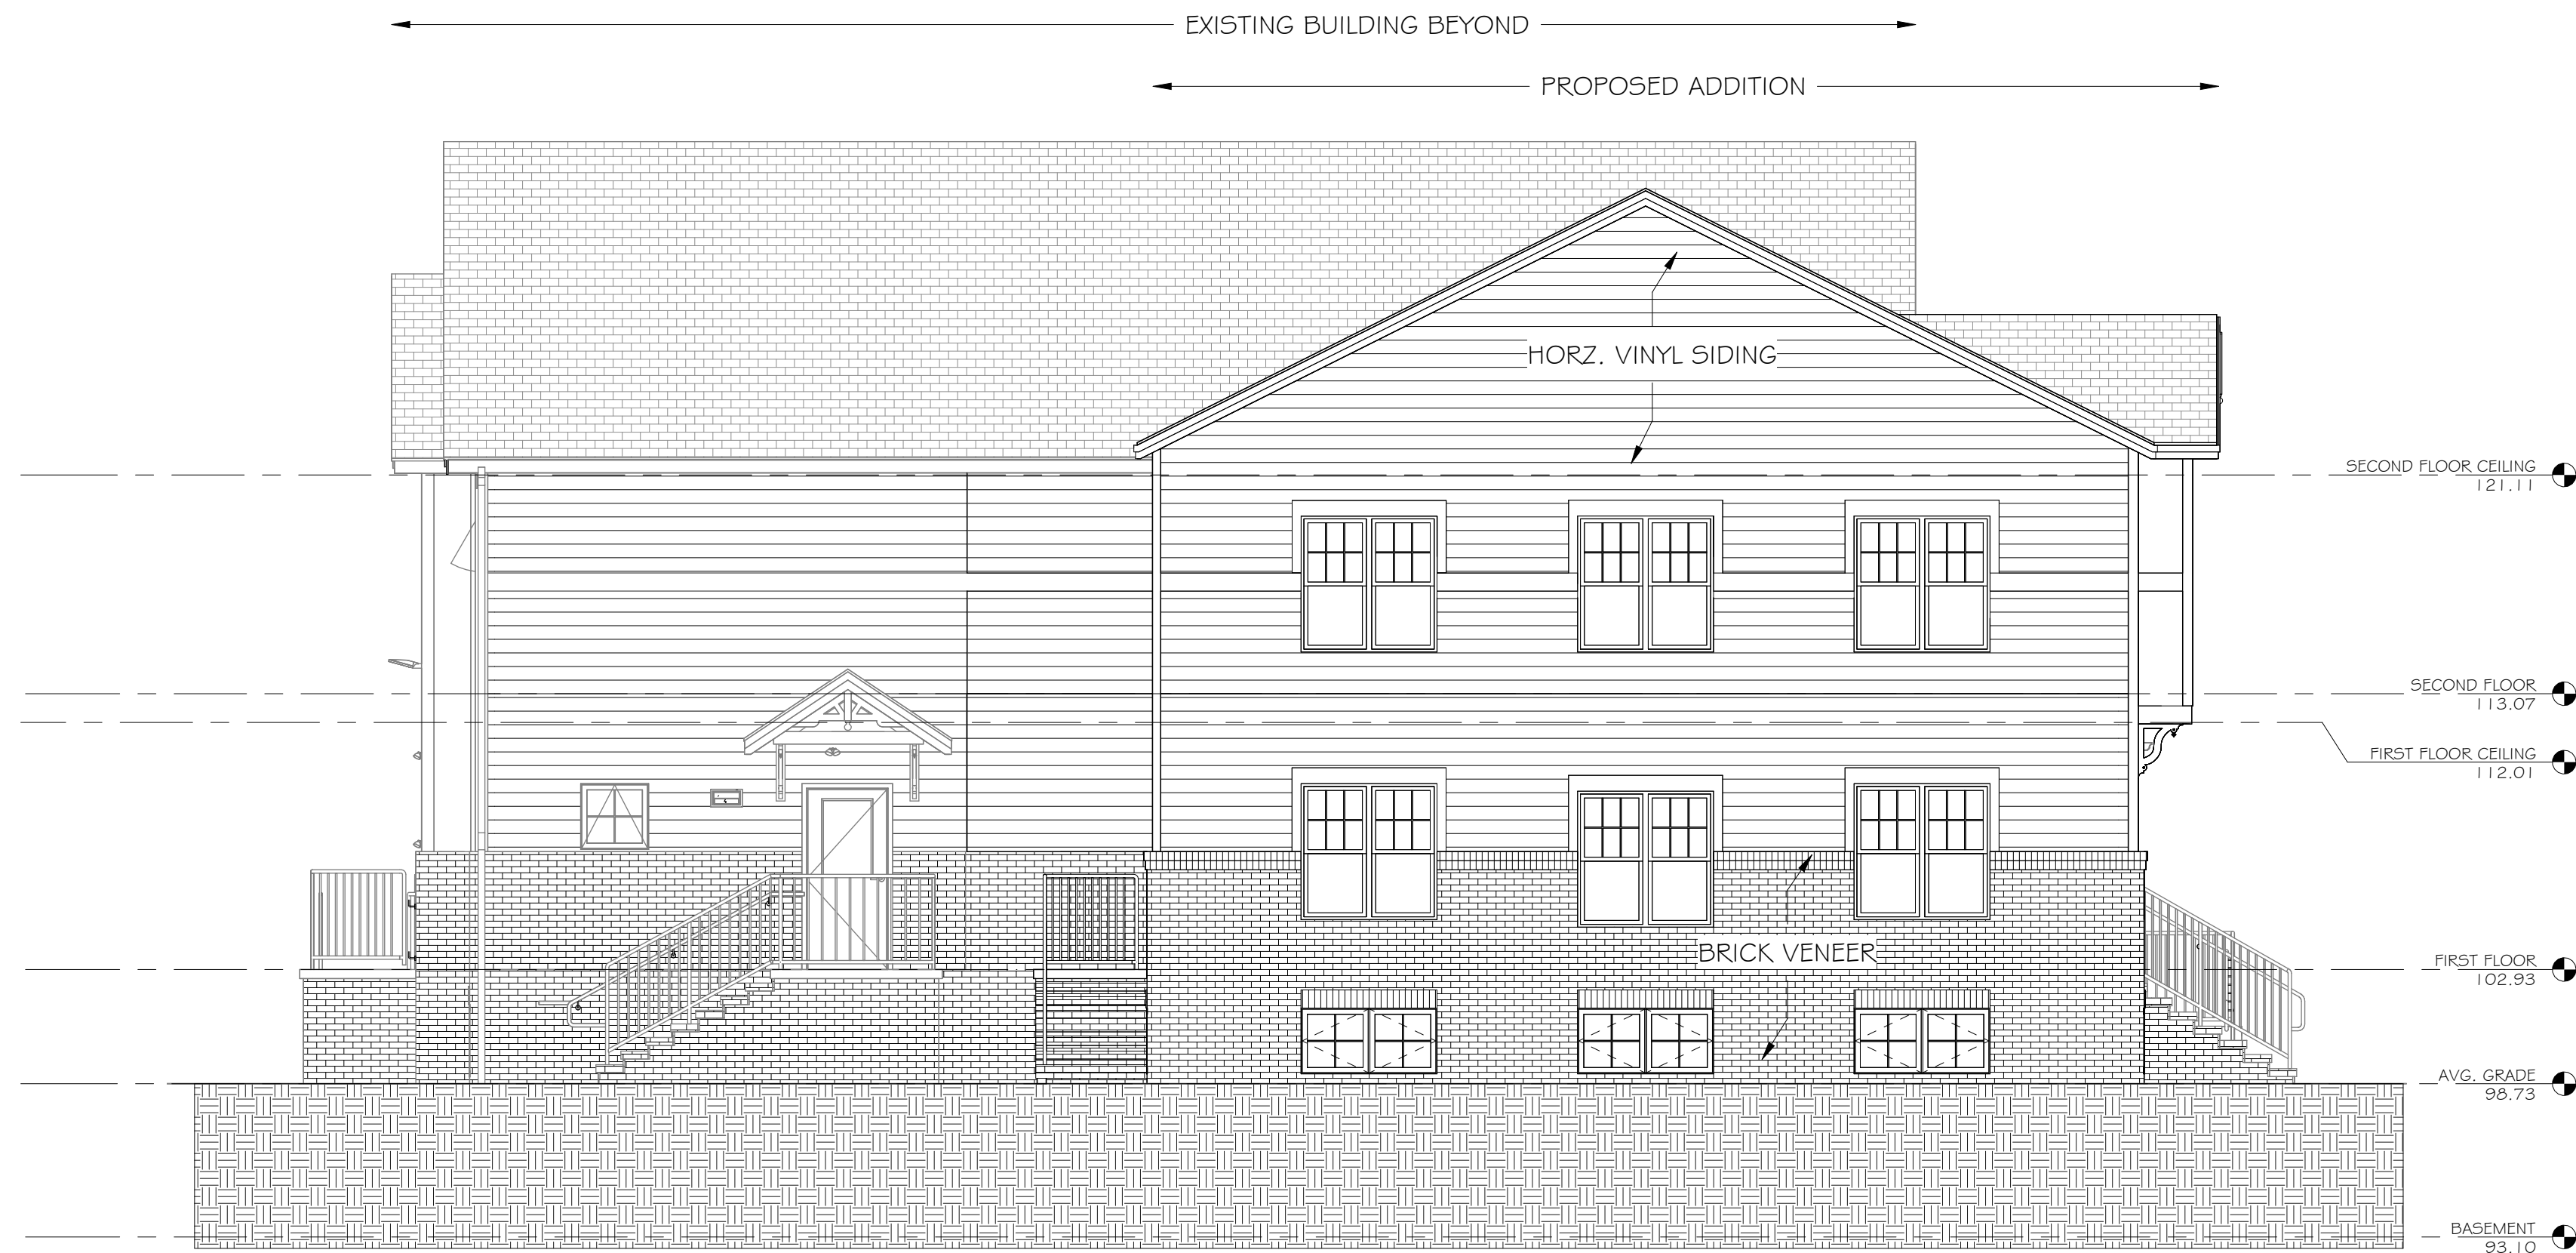 EXISTING BUILDING BEYOND
PROPOSED ADDITION
HORZ. VINYL SIDING
SECOND FLOOR CEILING
121.11
SECOND FLOOR
113.07
FIRST FLOOR CEILING
112.01
BRICK VENEER
FIRST FLOOR
102.93
AVG. GRADE
98.73
BASEMENT
93.10